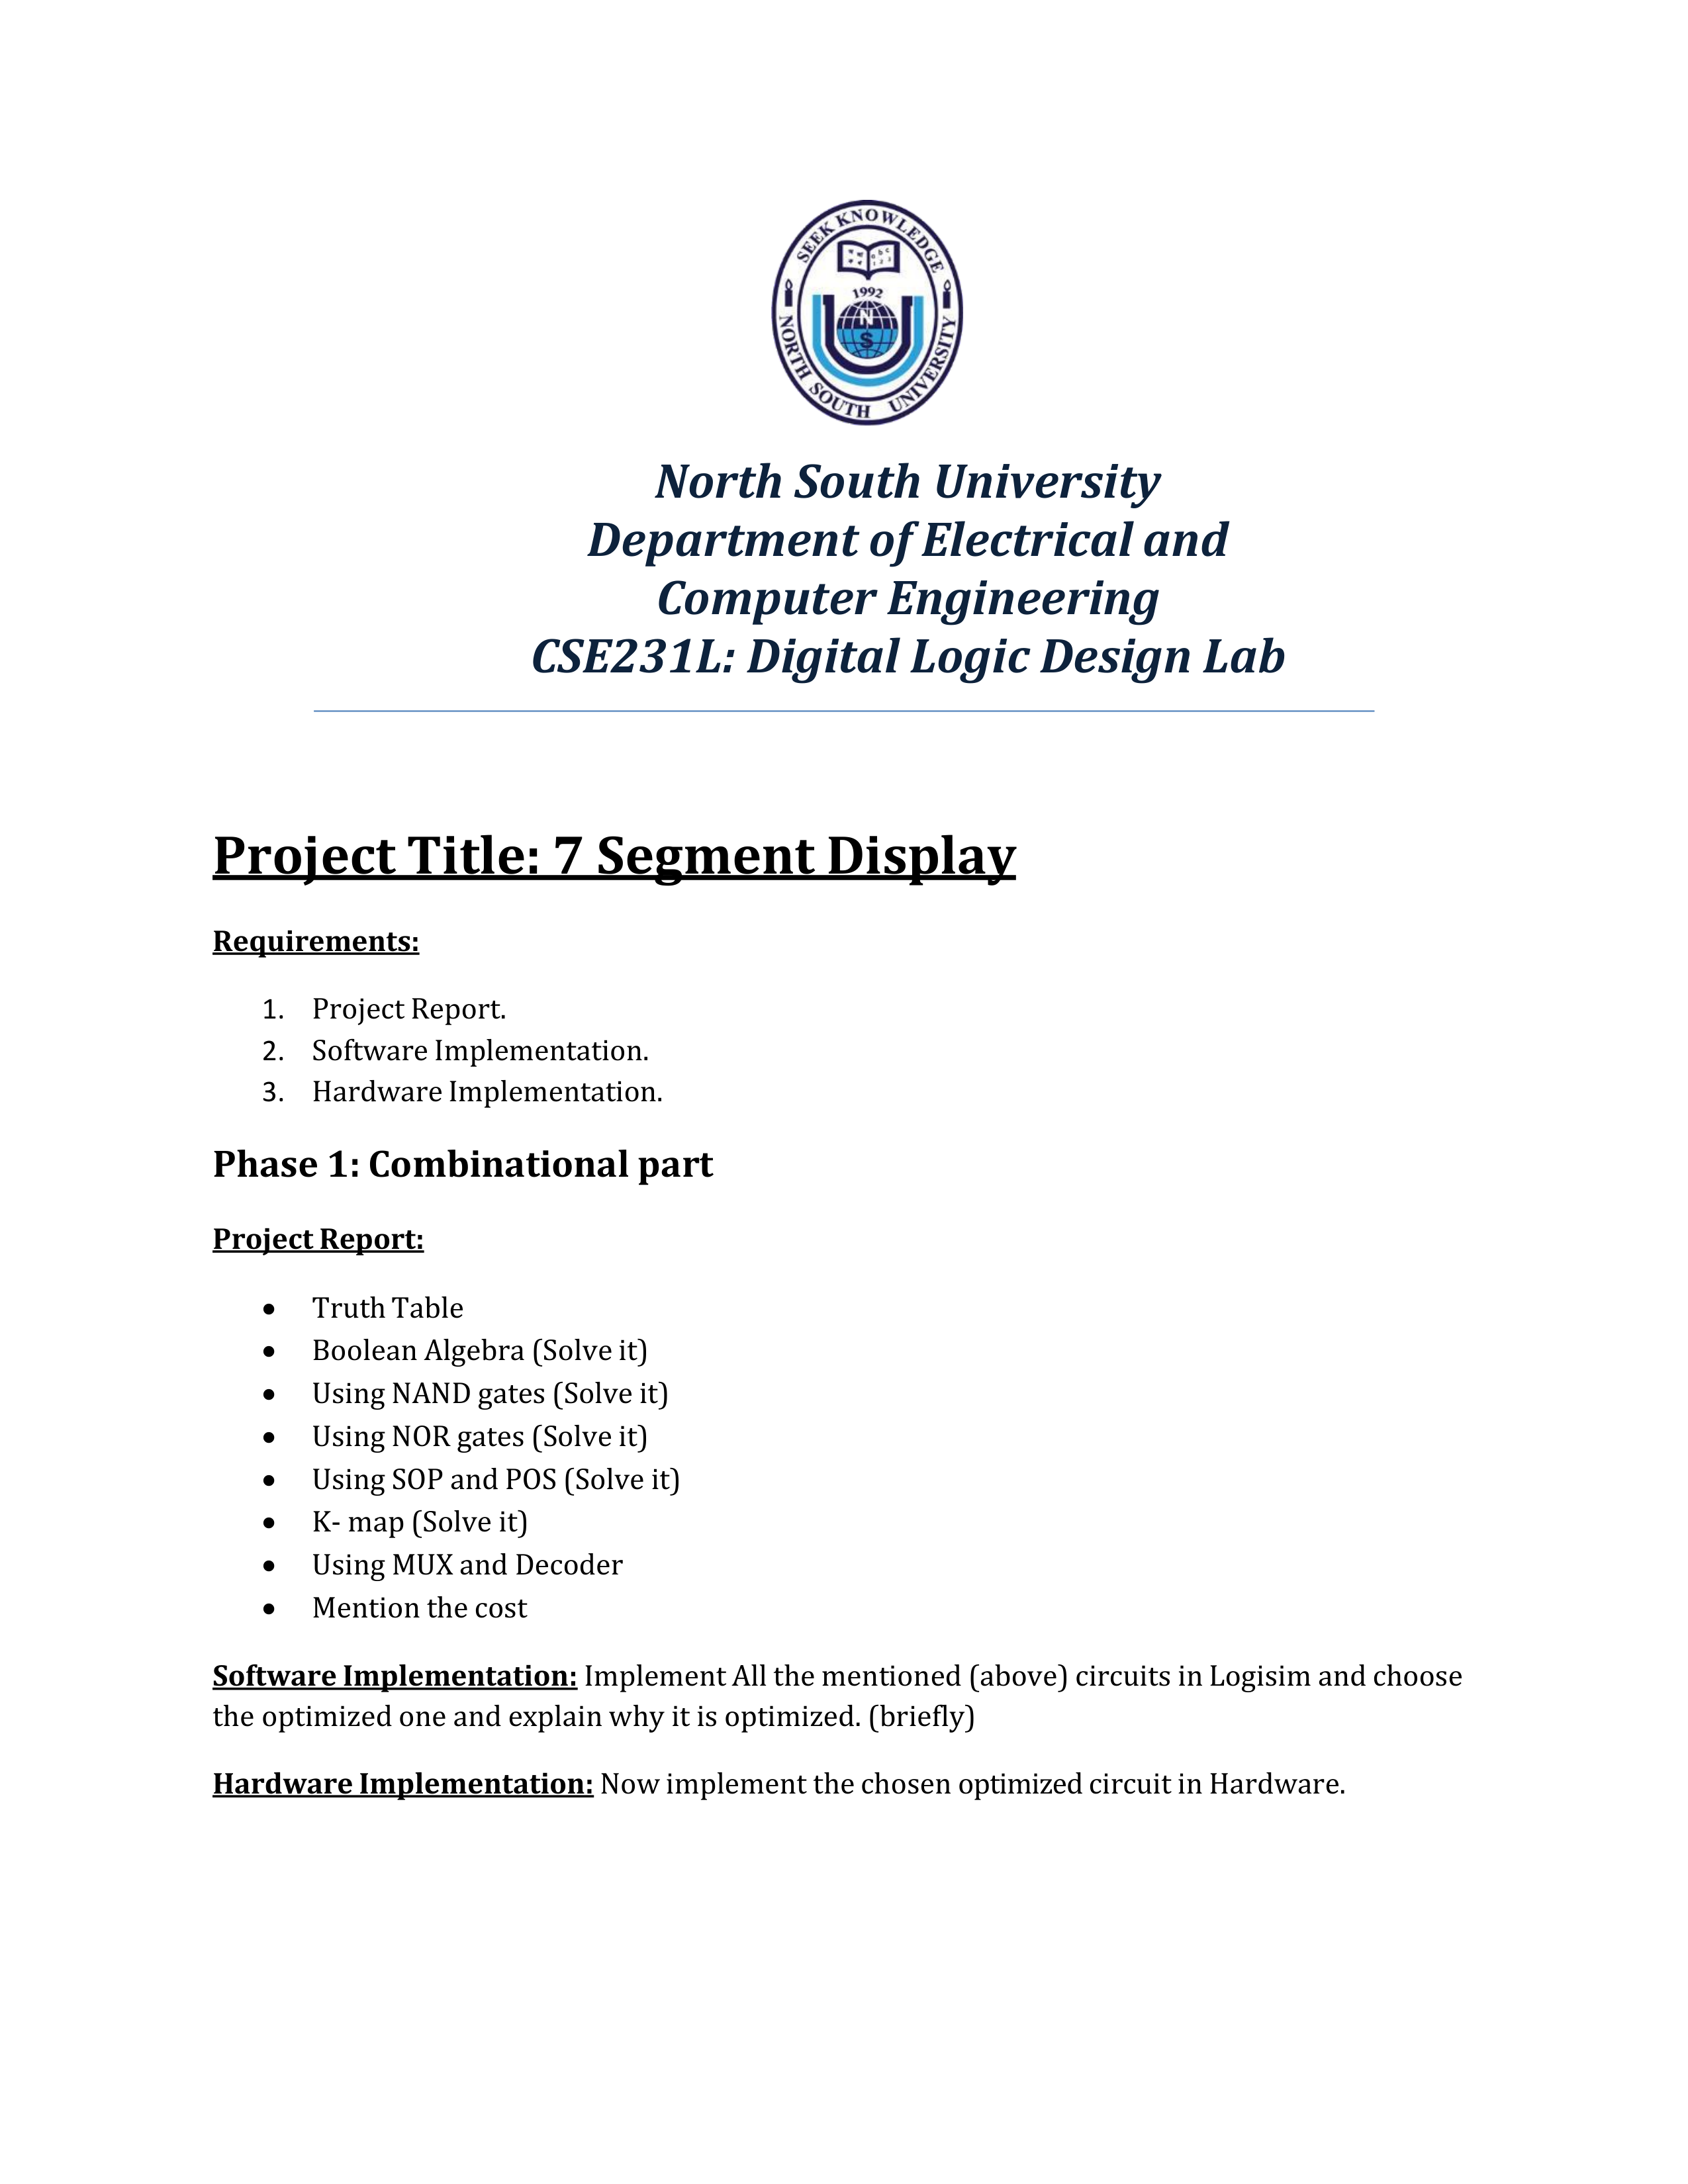 SEEK KNOWLEDGE
1992
N
S
NORTH SOUTH UNIVERSITY
North South University
Department of Electrical and
Computer Engineering
CSE231L: Digital Logic Design Lab
Project Title: 7 Segment Display
Requirements:
1. Project Report.
2. Software Implementation.
3. Hardware Implementation.
Phase 1: Combinational part
Project Report:
• Truth Table
• Boolean Algebra (Solve it)
• Using NAND gates (Solve it)
• Using NOR gates (Solve it)
• Using SOP and POS (Solve it)
• K- map (Solve it)
• Using MUX and Decoder
• Mention the cost
Software Implementation: Implement All the mentioned (above) circuits in Logisim and choose
the optimized one and explain why it is optimized. (briefly)
Hardware Implementation: Now implement the chosen optimized circuit in Hardware.